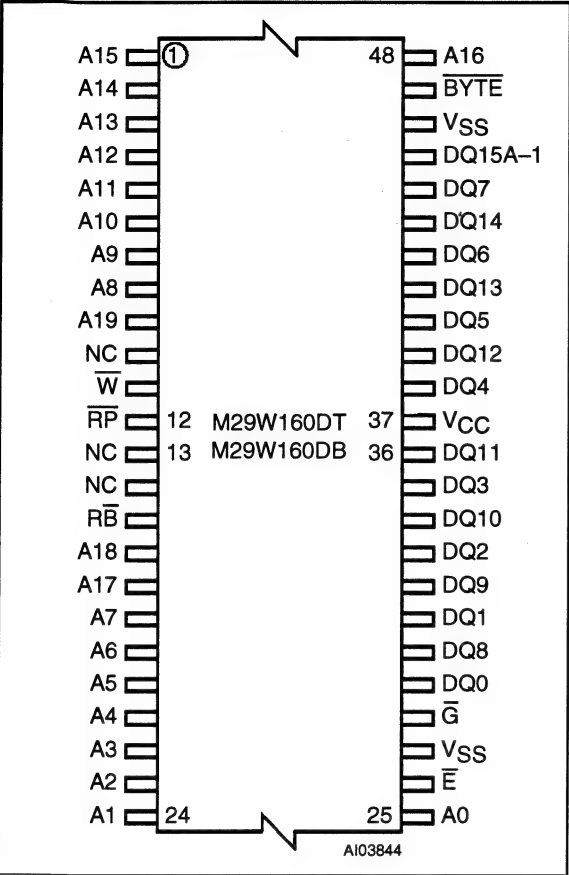 A15 ① 48 A16
A14 B̅Y̅T̅E̅
A13 VSS
A12 DQ15A–1
A11 DQ7
A10 DQ14
A9 DQ6
A8 DQ13
A19 DQ5
NC DQ12
W̅ DQ4
R̅P̅ 12 M29W160DT 37 VCC
NC 13 M29W160DB 36 DQ11
NC DQ3
RB̅ DQ10
A18 DQ2
A17 DQ9
A7 DQ1
A6 DQ8
A5 DQ0
A4 G̅
A3 VSS
A2 E̅
A1 24 25 A0
AI03844